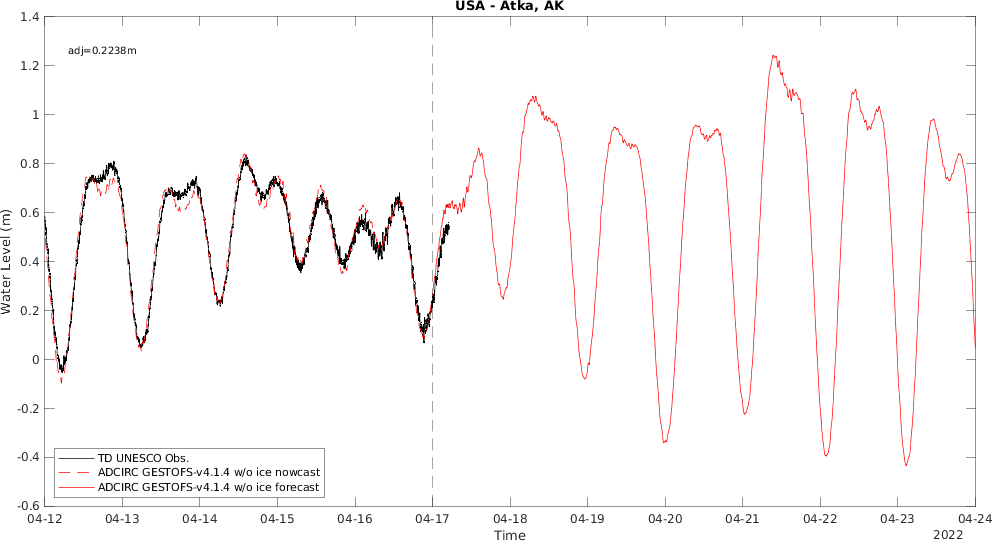 USA - Atka, AK
adj=0.2238m
1.4
1.2
1
0.8
0.6
0.4
0.2
0
-0.2
-0.4
-0.6
Water Level (m)
TD UNESCO Obs.
ADCIRC GESTOFS-v4.1.4 w/o ice nowcast
ADCIRC GESTOFS-v4.1.4 w/o ice forecast
04-12 04-13 04-14 04-15 04-16 04-17 04-18 04-19 04-20 04-21 04-22 04-23 04-24
Time
2022